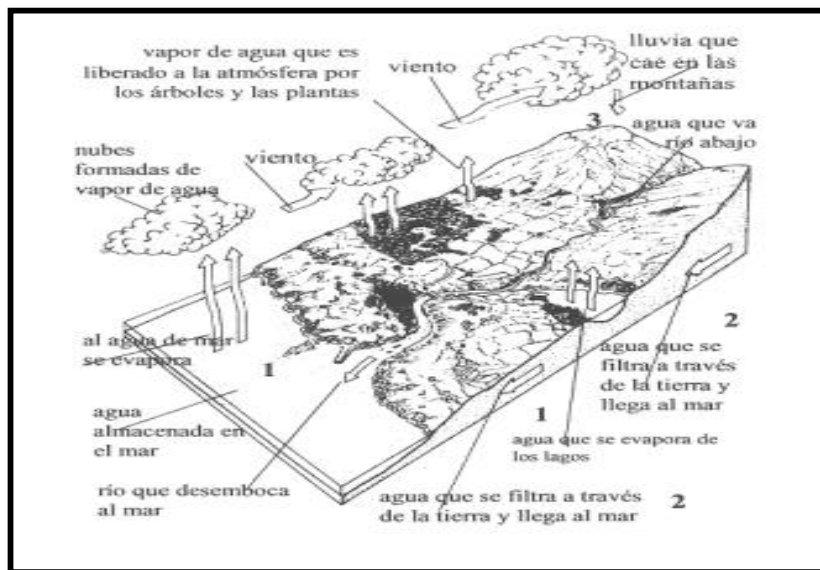 vapor de agua que es
liberado a la atmósfera por
los árboles y las plantas
viento
lluvia que
cae en las
montañas
3
agua que va
río abajo
nubes
formadas de
vapor de agua
viento
al agua de mar
se evapora
1
2
agua que se
filtra a través
de la tierra y
llega al mar
agua
almacenada en
el mar
1
agua que se evapora de
los lagos
río que desemboca
al mar
agua que se filtra a través
de la tierra y llega al mar
2